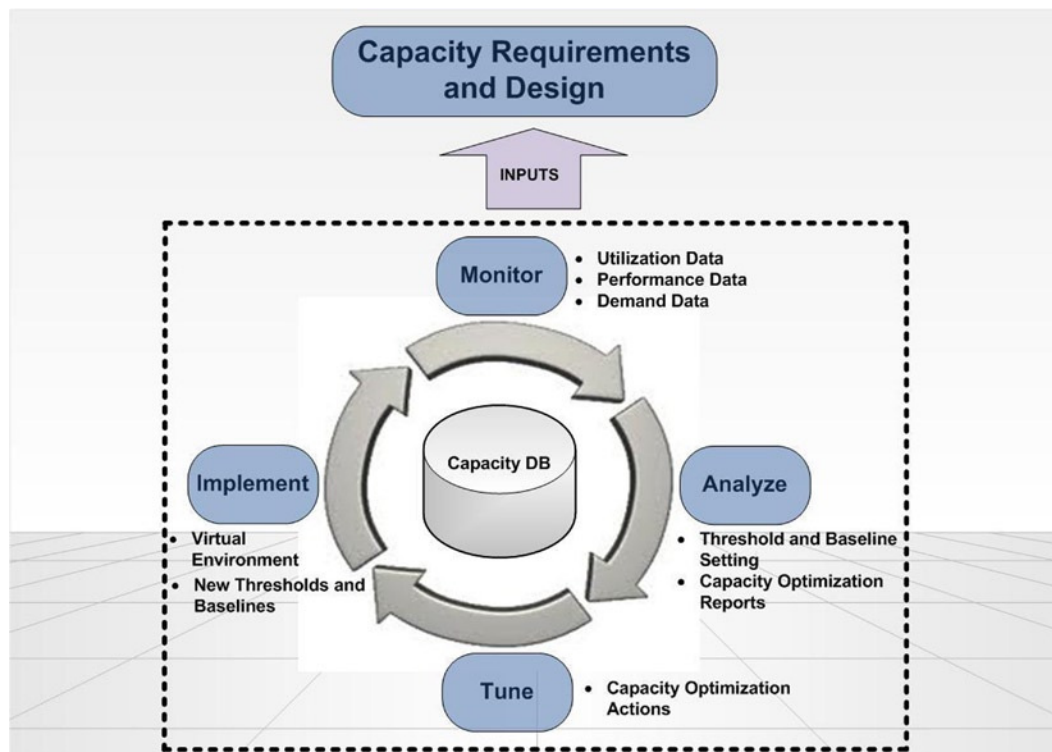 Capacity Requirements
and Design
INPUTS
Monitor
• Utilization Data
• Performance Data
• Demand Data
Capacity DB
Implement
• Virtual
Environment
• New Thresholds and
Baselines
Analyze
• Threshold and Baseline
Setting
• Capacity Optimization
Reports
Tune
• Capacity Optimization
Actions